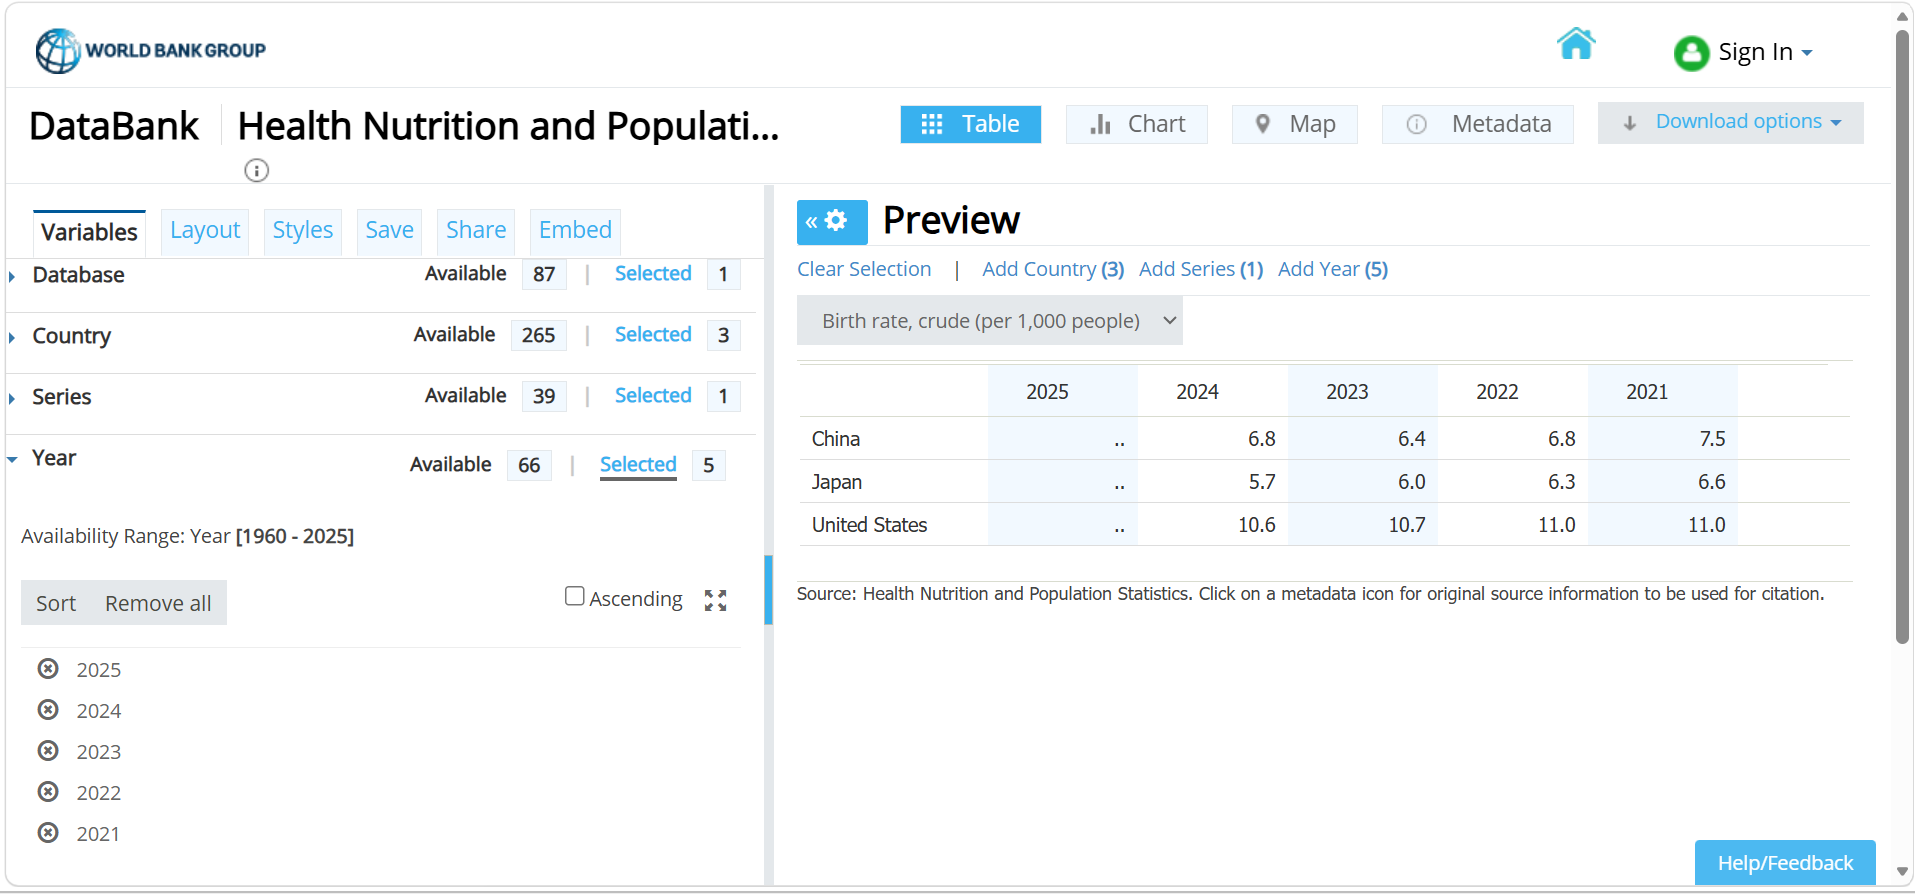 WORLD BANK GROUP
Sign In
DataBank
Health Nutrition and Populati...
Table
Chart
Map
Metadata
Download options
Variables
Layout
Styles
Save
Share
Embed
Database Available 87 | Selected 1
Country Available 265 | Selected 3
Series Available 39 | Selected 1
Year Available 66 | Selected 5
Availability Range: Year [1960 - 2025]
Sort Remove all
Ascending
2025
2024
2023
2022
2021
« Preview
Clear Selection | Add Country (3) Add Series (1) Add Year (5)
Birth rate, crude (per 1,000 people)
2025 2024 2023 2022 2021
China .. 6.8 6.4 6.8 7.5
Japan .. 5.7 6.0 6.3 6.6
United States .. 10.6 10.7 11.0 11.0
Source: Health Nutrition and Population Statistics. Click on a metadata icon for original source information to be used for citation.
Help/Feedback